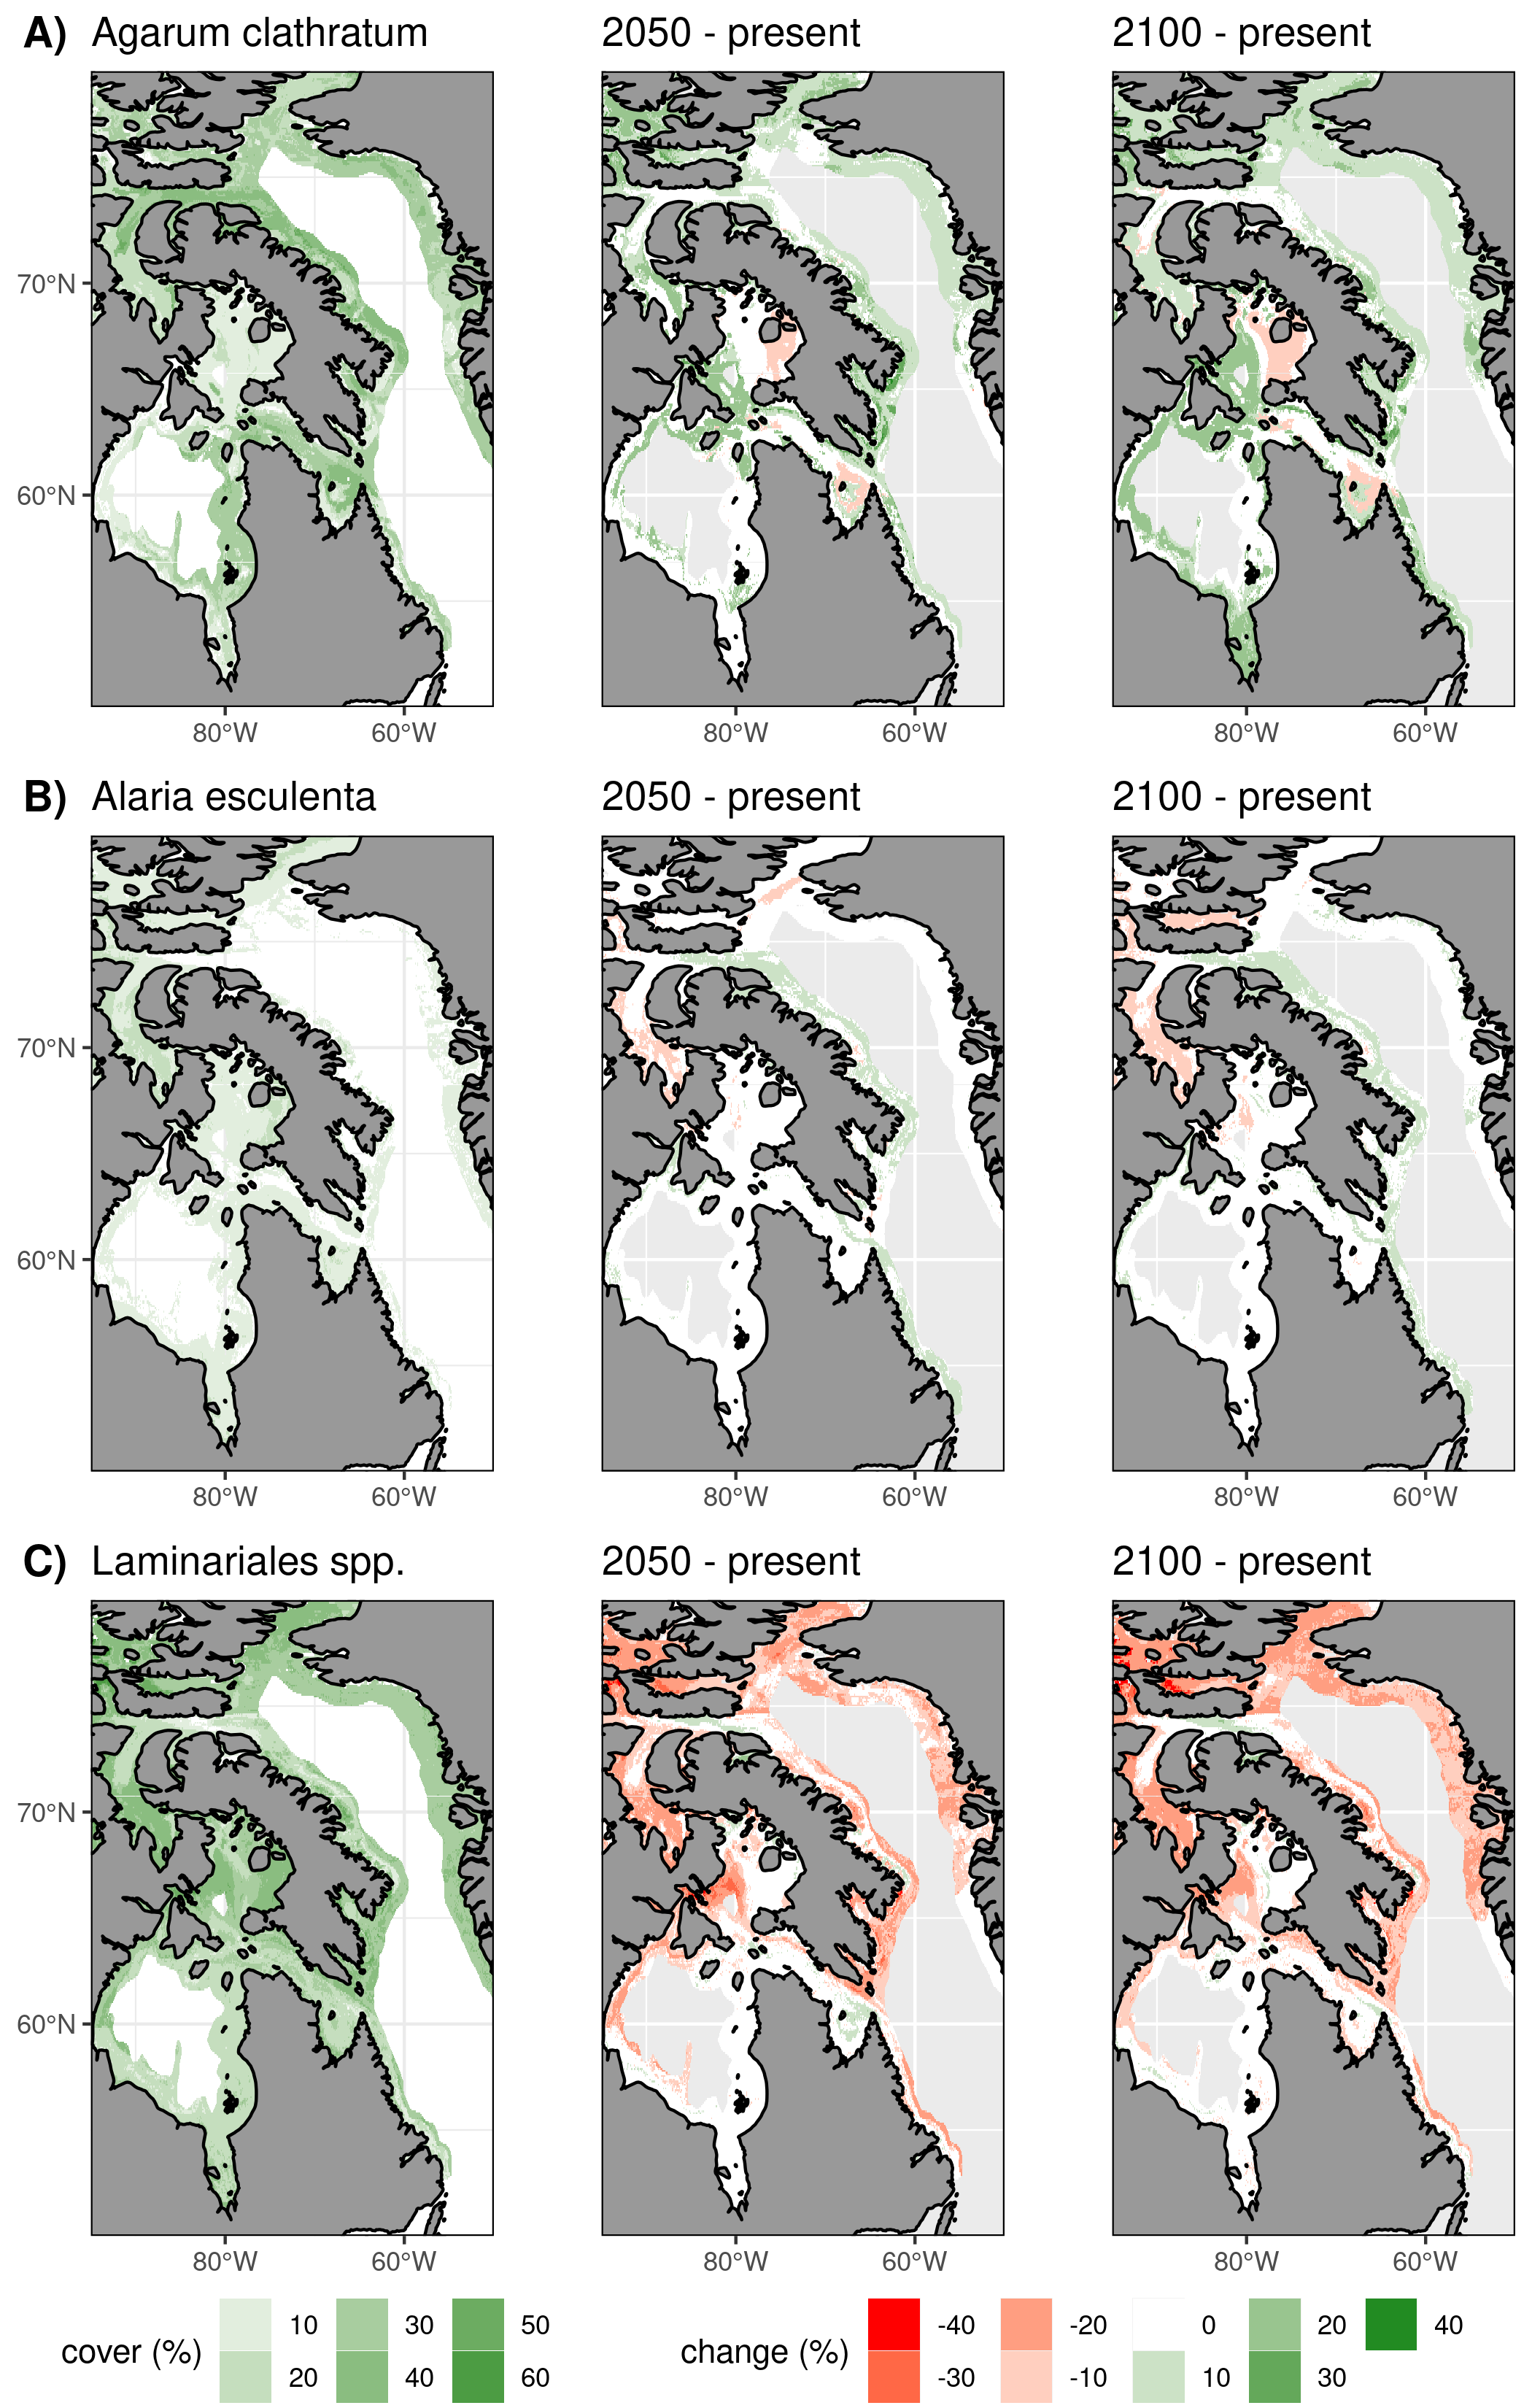 A) Agarum clathratum 2050 - present 2100 - present
70°N
60°N
80°W 60°W 80°W 60°W 80°W 60°W
B) Alaria esculenta 2050 - present 2100 - present
70°N
60°N
80°W 60°W 80°W 60°W 80°W 60°W
C) Laminariales spp. 2050 - present 2100 - present
70°N
60°N
80°W 60°W 80°W 60°W 80°W 60°W
cover (%)
10 30 50
20 40 60
change (%)
-40 -20 0 20 40
-30 -10 10 30